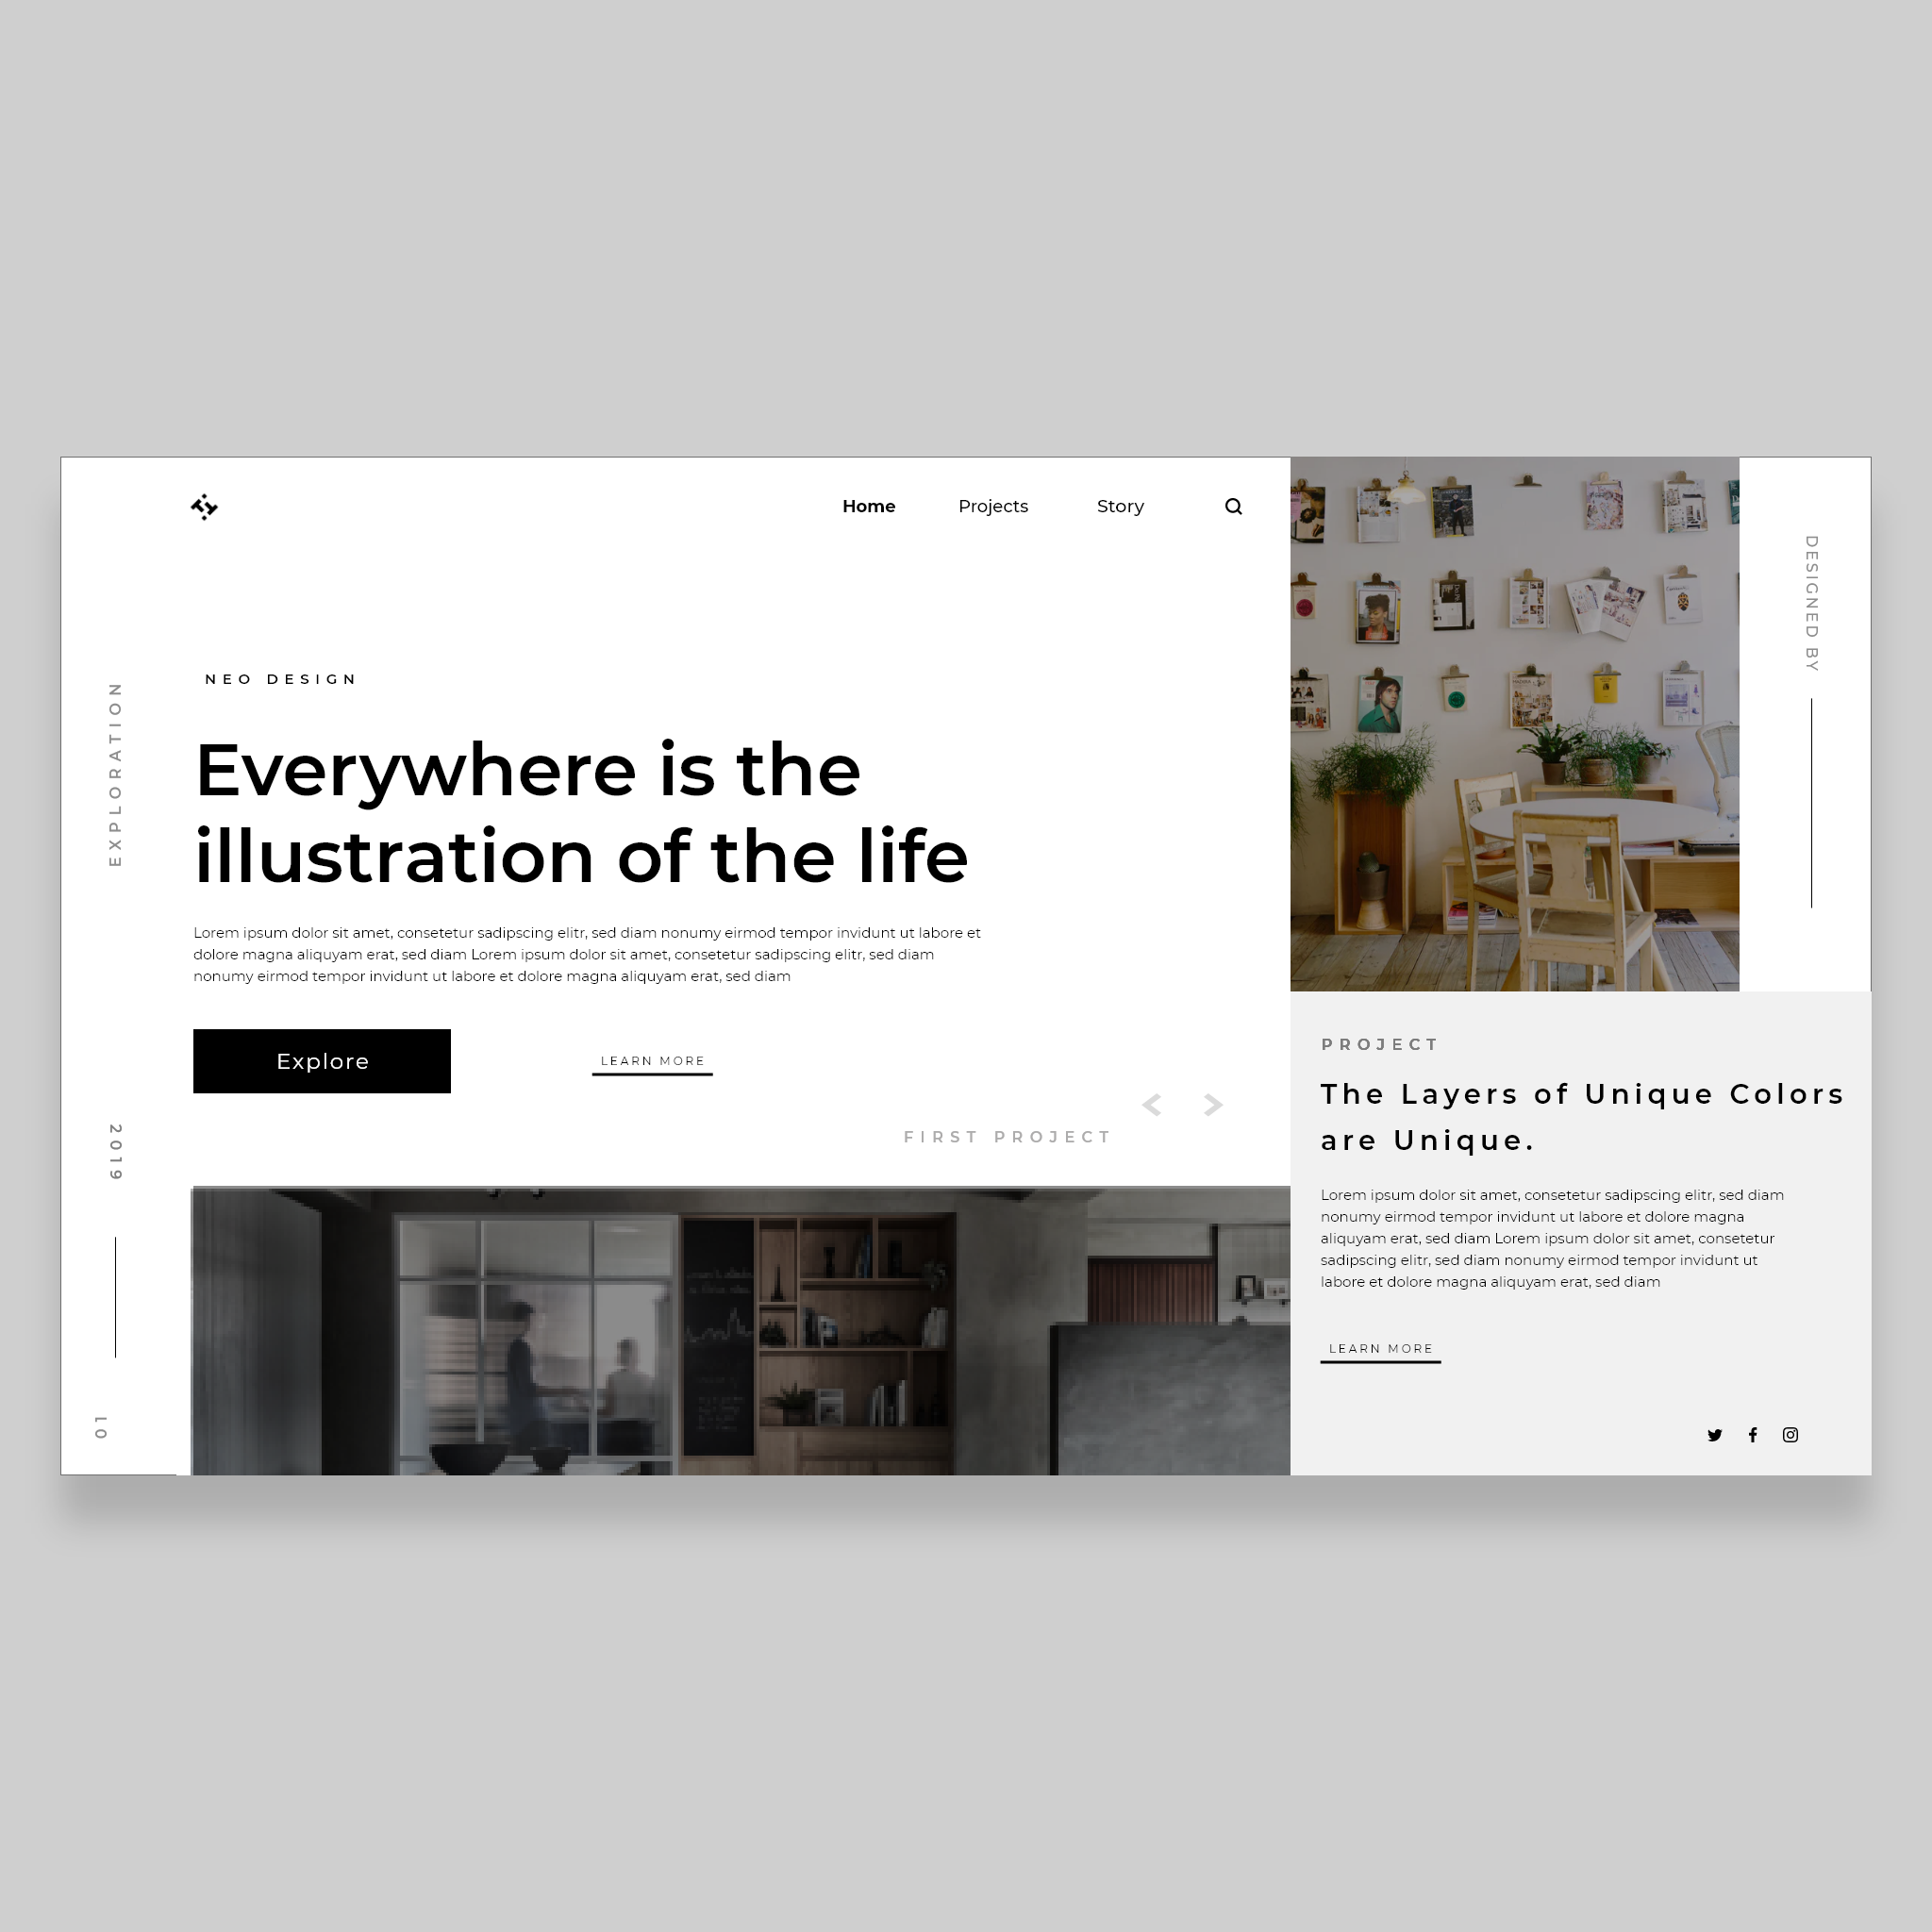 Home
Projects
Story
NEO DESIGN
Everywhere is the
illustration of the life
Lorem ipsum dolor sit amet, consetetur sadipscing elitr, sed diam nonumy eirmod tempor invidunt ut labore et
dolore magna aliquyam erat, sed diam Lorem ipsum dolor sit amet, consetetur sadipscing elitr, sed diam
nonumy eirmod tempor invidunt ut labore et dolore magna aliquyam erat, sed diam
Explore
LEARN MORE
FIRST PROJECT
EXPLORATION
2019
01
DESIGNED BY
PROJECT
The Layers of Unique Colors
are Unique.
Lorem ipsum dolor sit amet, consetetur sadipscing elitr, sed diam
nonumy eirmod tempor invidunt ut labore et dolore magna
aliquyam erat, sed diam Lorem ipsum dolor sit amet, consetetur
sadipscing elitr, sed diam nonumy eirmod tempor invidunt ut
labore et dolore magna aliquyam erat, sed diam
LEARN MORE